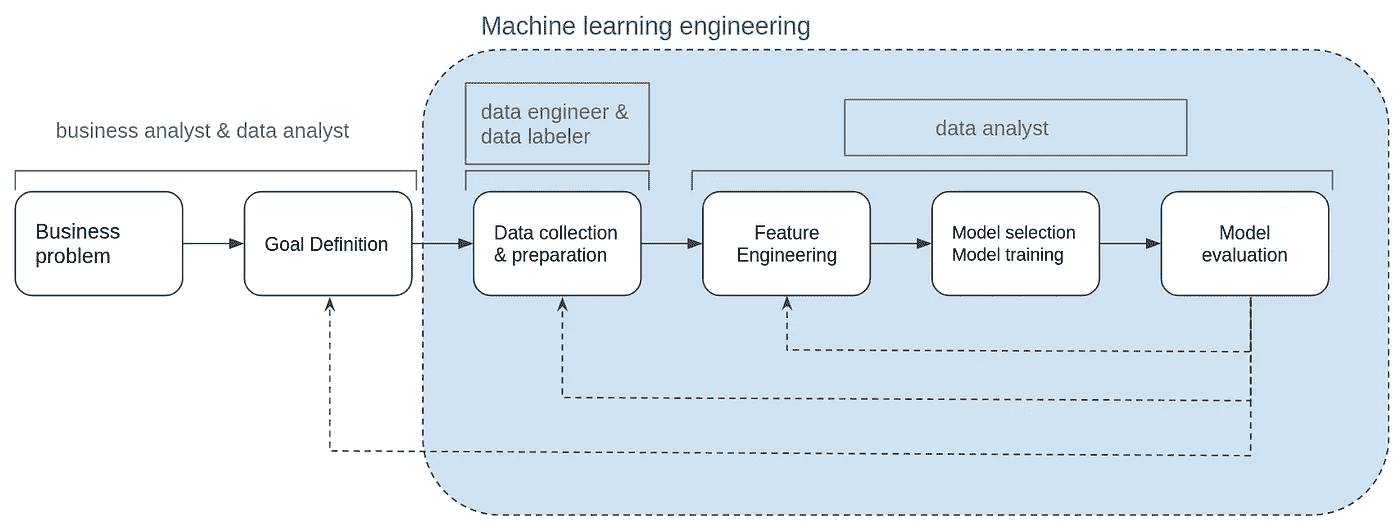 Machine learning engineering
business analyst & data analyst
data engineer &
data labeler
data analyst
Business
problem
Goal Definition
Data collection
& preparation
Feature
Engineering
Model selection
Model training
Model
evaluation